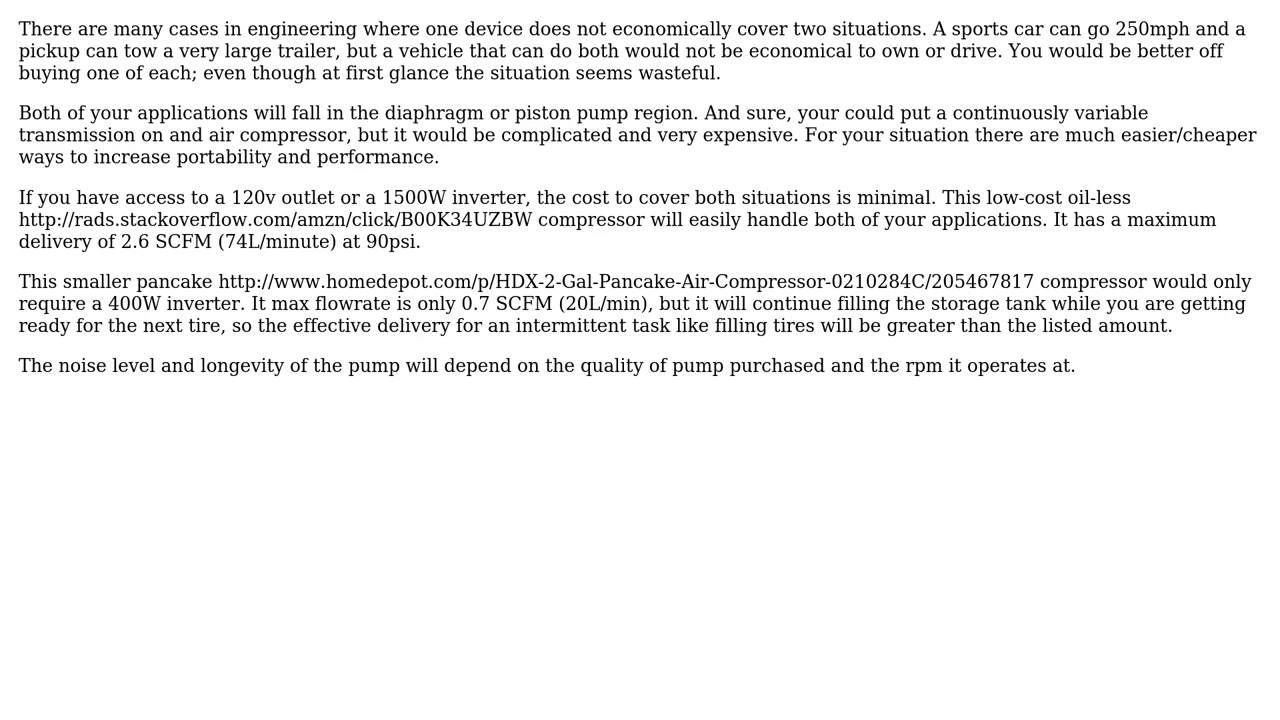 There are many cases in engineering where one device does not economically cover two situations. A sports car can go 250mph and a
pickup can tow a very large trailer, but a vehicle that can do both would not be economical to own or drive. You would be better off
buying one of each; even though at first glance the situation seems wasteful.
Both of your applications will fall in the diaphragm or piston pump region. And sure, your could put a continuously variable
transmission on and air compressor, but it would be complicated and very expensive. For your situation there are much easier/cheaper
ways to increase portability and performance.
If you have access to a 120v outlet or a 1500W inverter, the cost to cover both situations is minimal. This low-cost oil-less
http://rads.stackoverflow.com/amzn/click/B00K34UZBW compressor will easily handle both of your applications. It has a maximum
delivery of 2.6 SCFM (74L/minute) at 90psi.
This smaller pancake http://www.homedepot.com/p/HDX-2-Gal-Pancake-Air-Compressor-0210284C/205467817 compressor would only
require a 400W inverter. It max flowrate is only 0.7 SCFM (20L/min), but it will continue filling the storage tank while you are getting
ready for the next tire, so the effective delivery for an intermittent task like filling tires will be greater than the listed amount.
The noise level and longevity of the pump will depend on the quality of pump purchased and the rpm it operates at.